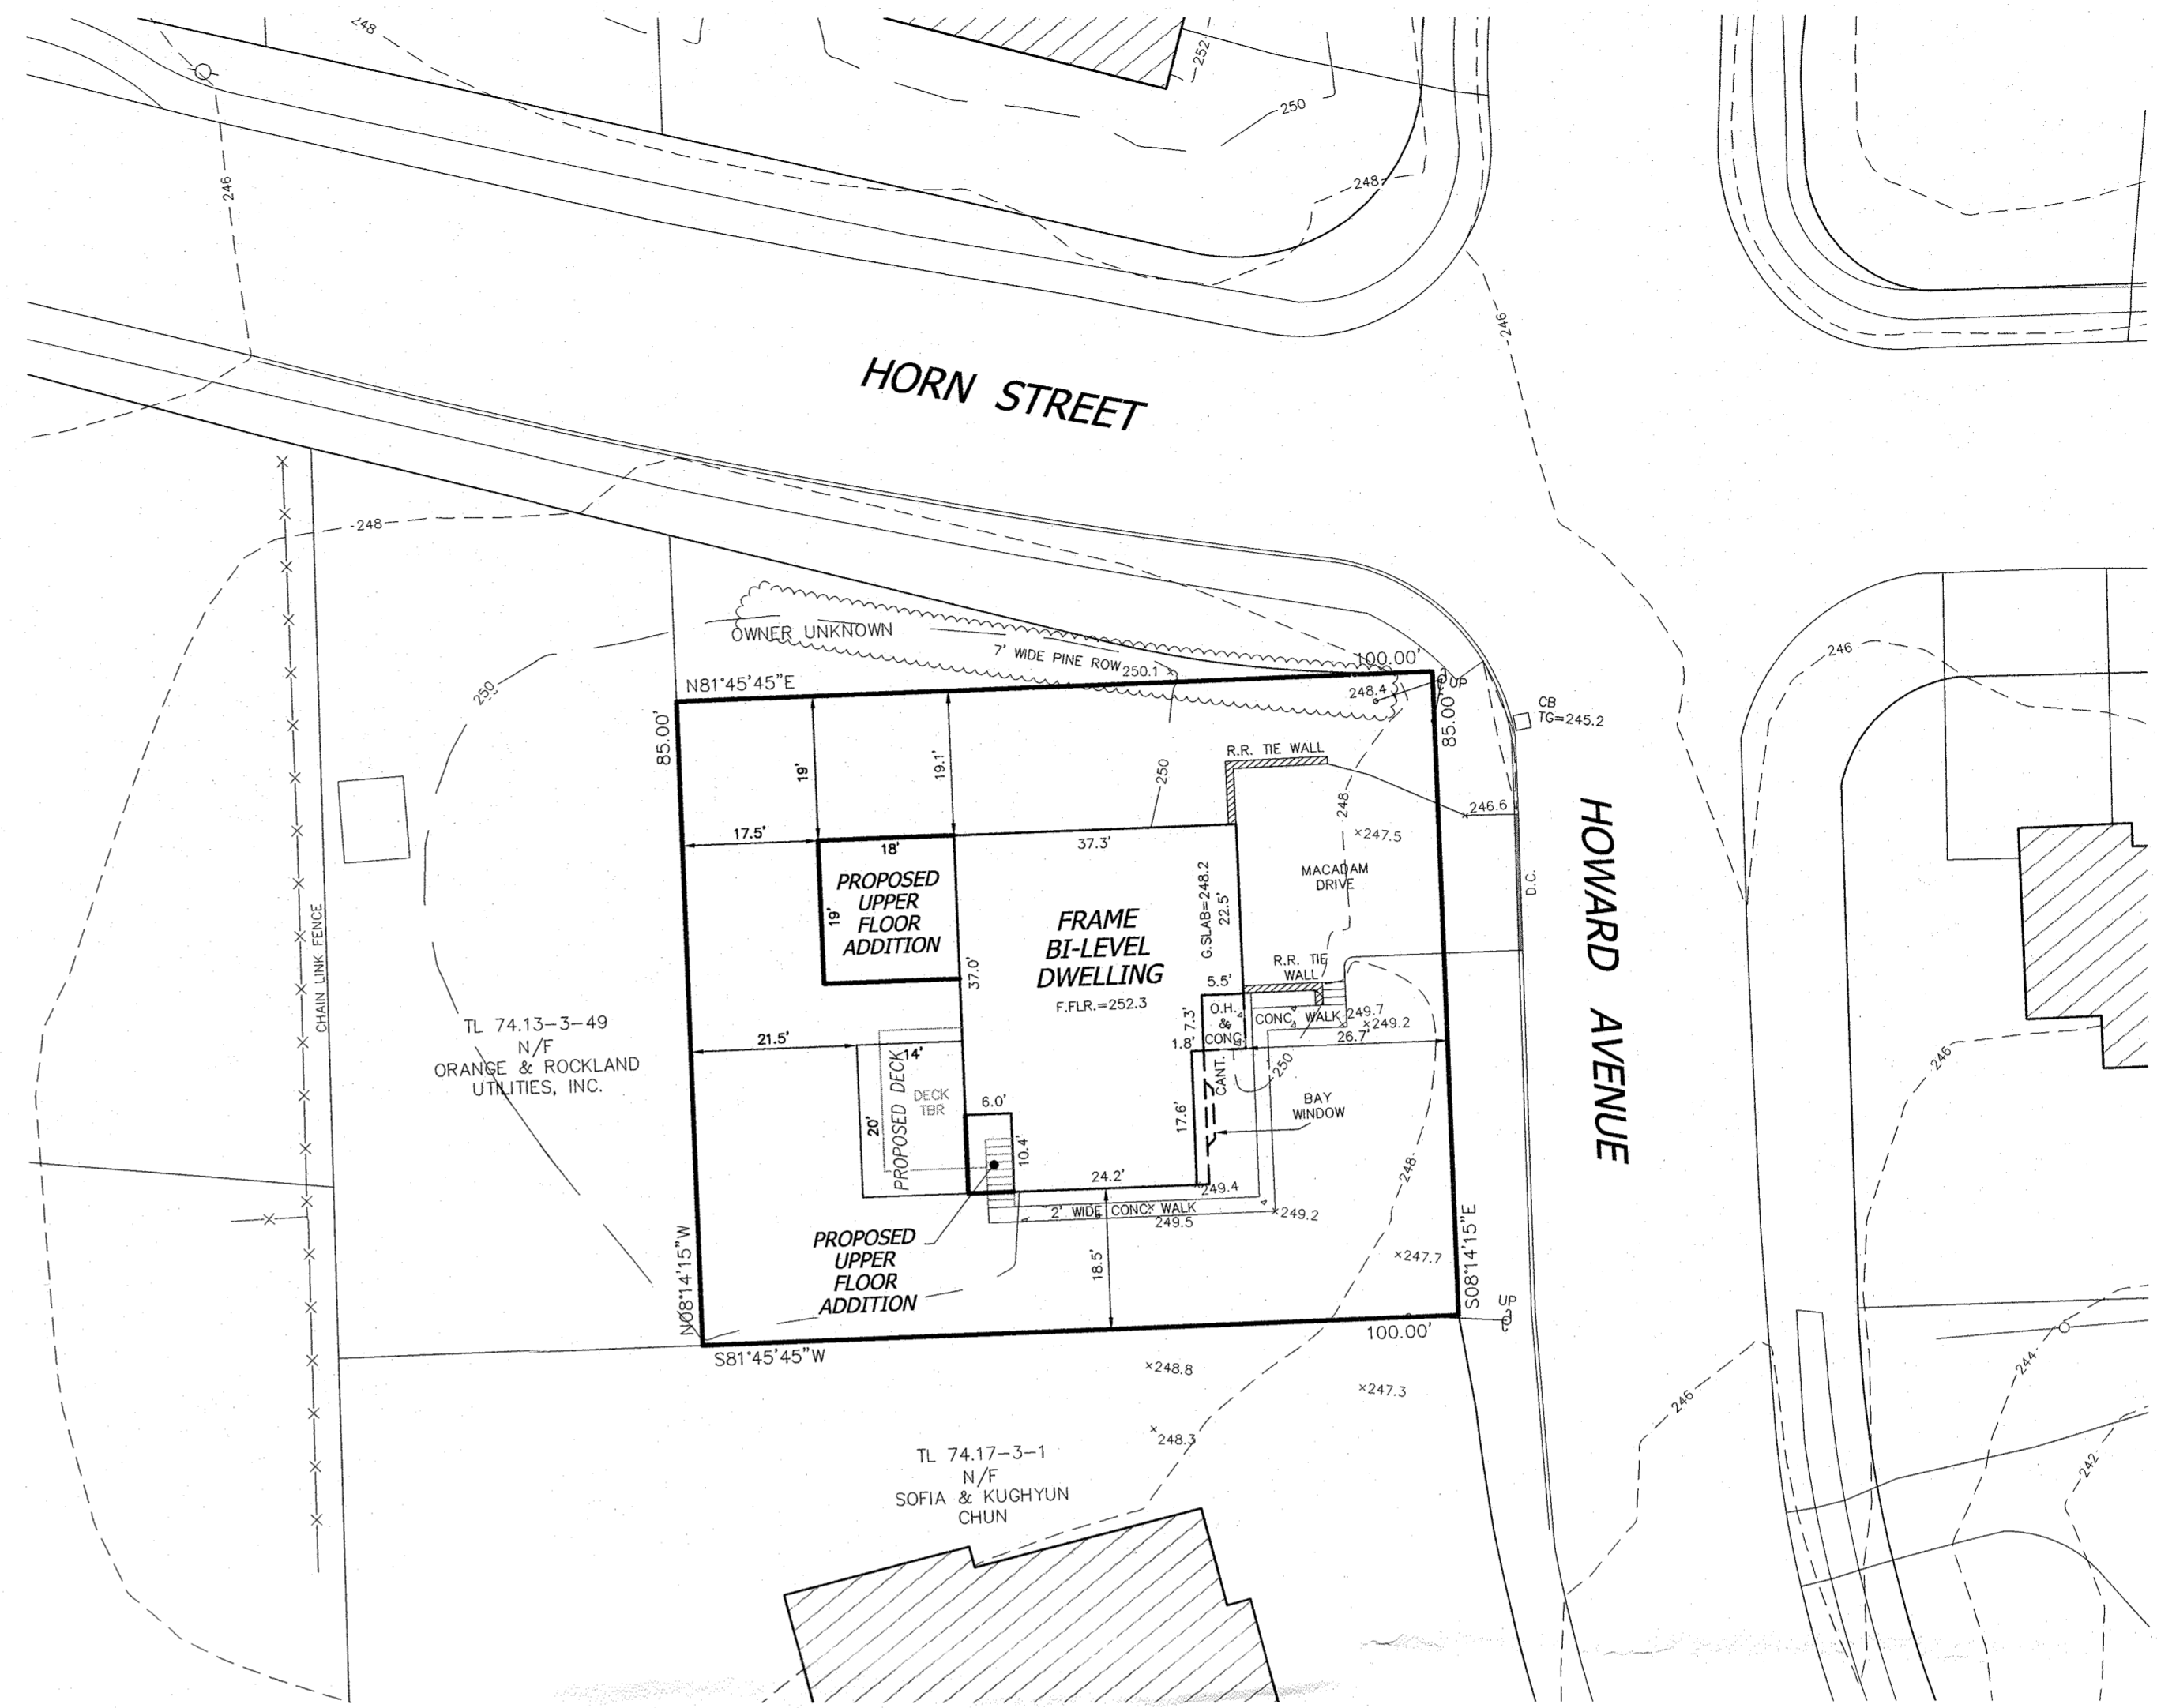 248
252
250
246
248
246
HORN STREET
248
246
OWNER UNKNOWN
7' WIDE PINE ROW
250.1
100.00'
N81°45'45"E
248.4
UP
CB
TG=245.2
250
85.00'
85.00'
R.R. TIE WALL
19'
19.1'
250
248
246.6
247.5
17.5'
18'
37.3'
PROPOSED
UPPER
FLOOR
ADDITION
19'
FRAME
BI-LEVEL
DWELLING
F.FLR.=252.3
G.SLAB=248.2
22.5'
MACADAM
DRIVE
D.C.
HOWARD AVENUE
CHAIN LINK FENCE
37.0'
R.R. TIE
WALL
5.5'
O.H.
&
CONC.
7.3'
CONC. WALK
249.7
249.2
26.7'
TL 74.13-3-49
N/F
ORANGE & ROCKLAND
UTILITIES, INC.
21.5'
14'
1.8'
CANT.
250
246
PROPOSED DECK
DECK
TBR
20'
6.0'
10.4'
17.6'
BAY
WINDOW
248
24.2'
249.4
2' WIDE CONC. WALK
249.5
249.2
PROPOSED
UPPER
FLOOR
ADDITION
18.5'
247.7
N08°14'15"W
S08°14'15"E
UP
100.00'
S81°45'45"W
248.8
247.3
246
244
248.3
242
TL 74.17-3-1
N/F
SOFIA & KUGHYUN
CHUN